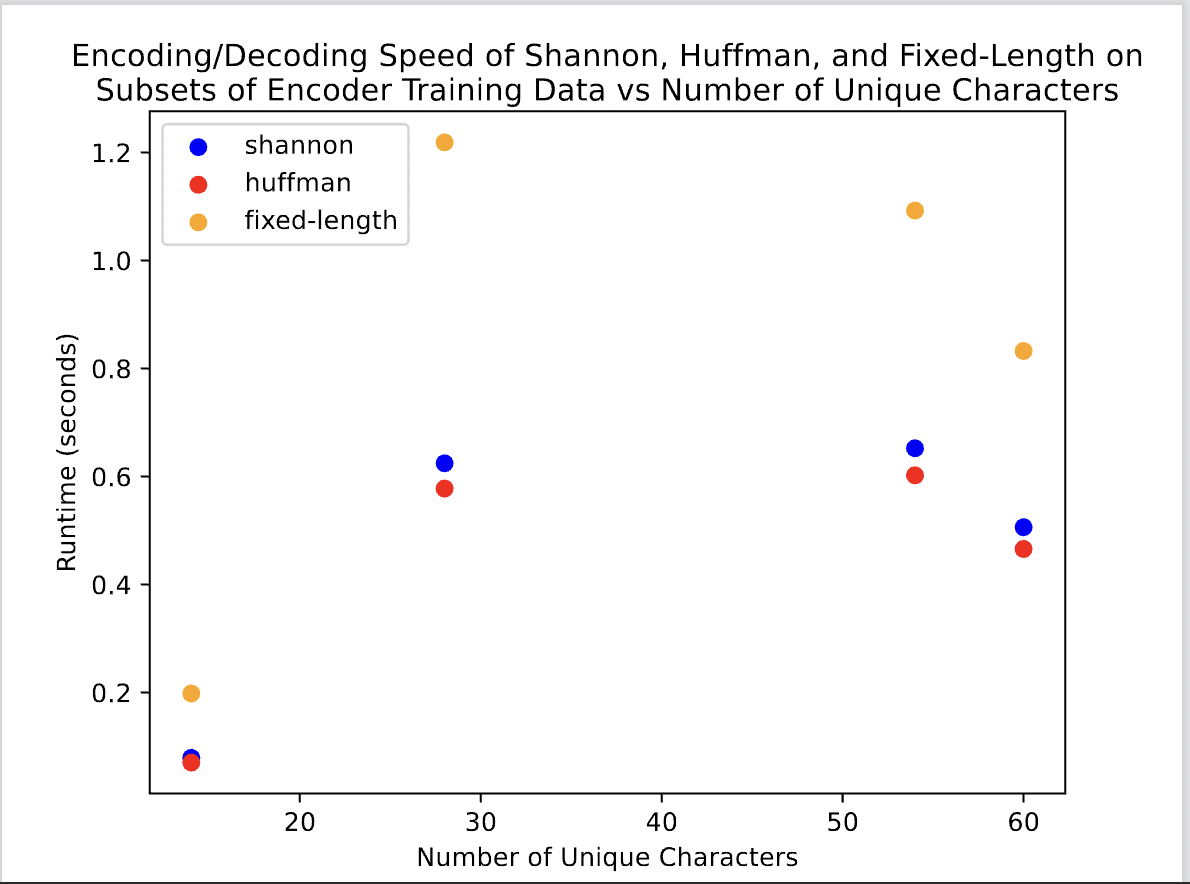 Encoding/Decoding Speed of Shannon, Huffman, and Fixed-Length on
Subsets of Encoder Training Data vs Number of Unique Characters
shannon
huffman
fixed-length
1.2
1.0
0.8
0.6
0.4
0.2
Runtime (seconds)
20 30 40 50 60
Number of Unique Characters